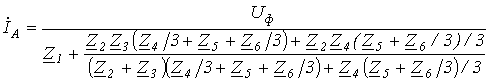 İ_A = U_ф / (Z_1 + (Z_2 Z_3 (Z_4 /3 + Z_5 + Z_6 /3) + Z_2 Z_4 (Z_5 + Z_6 / 3) / 3) / ((Z_2 + Z_3)(Z_4 /3 + Z_5 + Z_6 /3) + Z_4 (Z_5 + Z_6 /3) / 3))